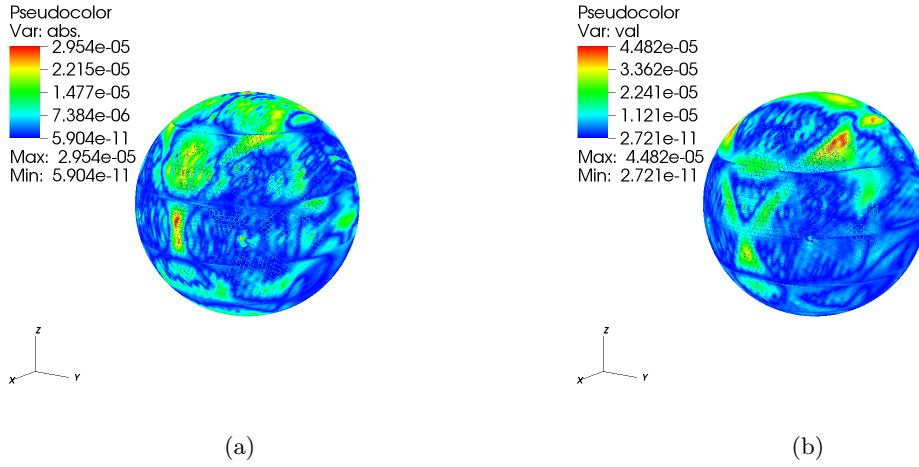 Pseudocolor
Var: abs.
2.954e-05
2.215e-05
1.477e-05
7.384e-06
5.904e-11
Max: 2.954e-05
Min: 5.904e-11
Z
X
Y
(a)
Pseudocolor
Var: val
4.482e-05
3.362e-05
2.241e-05
1.121e-05
2.721e-11
Max: 4.482e-05
Min: 2.721e-11
Z
X
Y
(b)